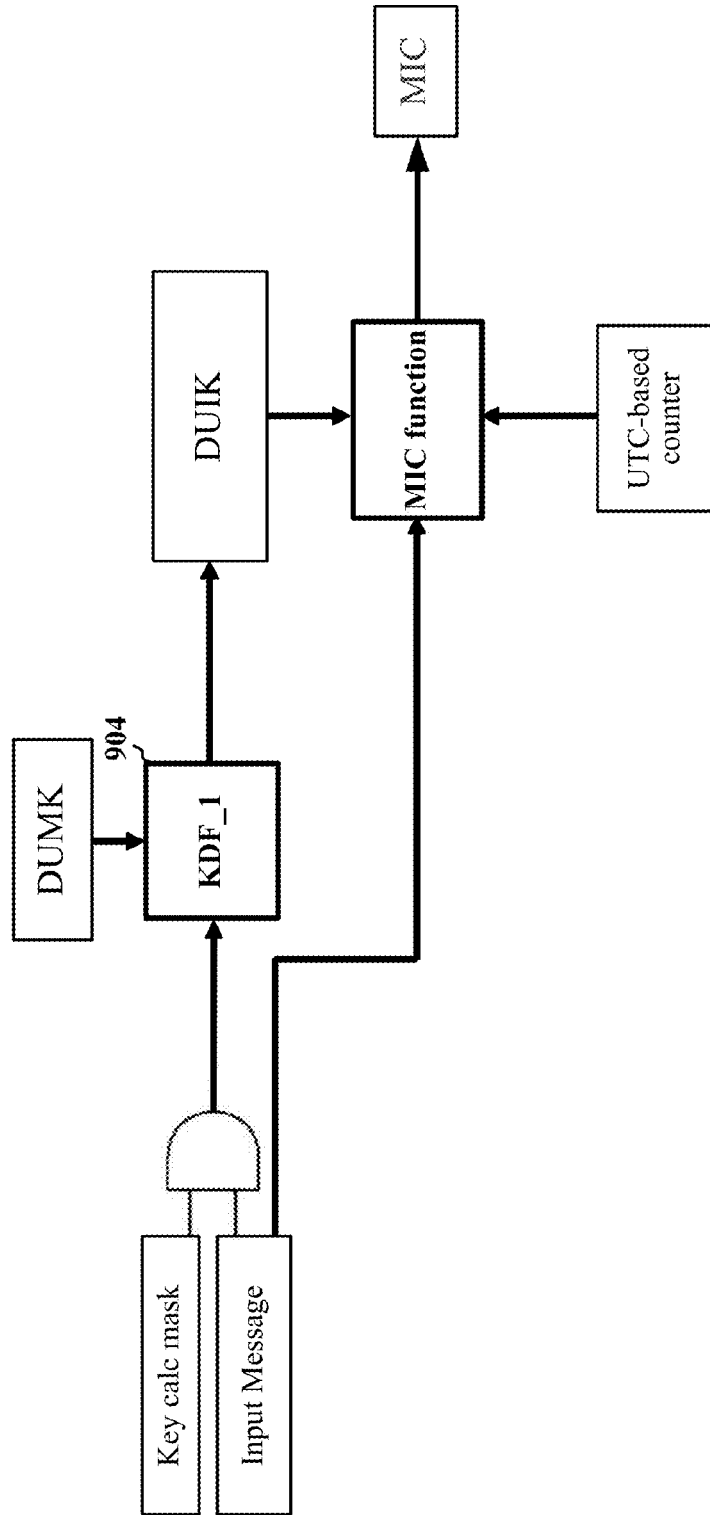 Key calc mask
Input Message
DUMK
904
KDF_1
DUIK
MIC function
UTC-based
counter
MIC